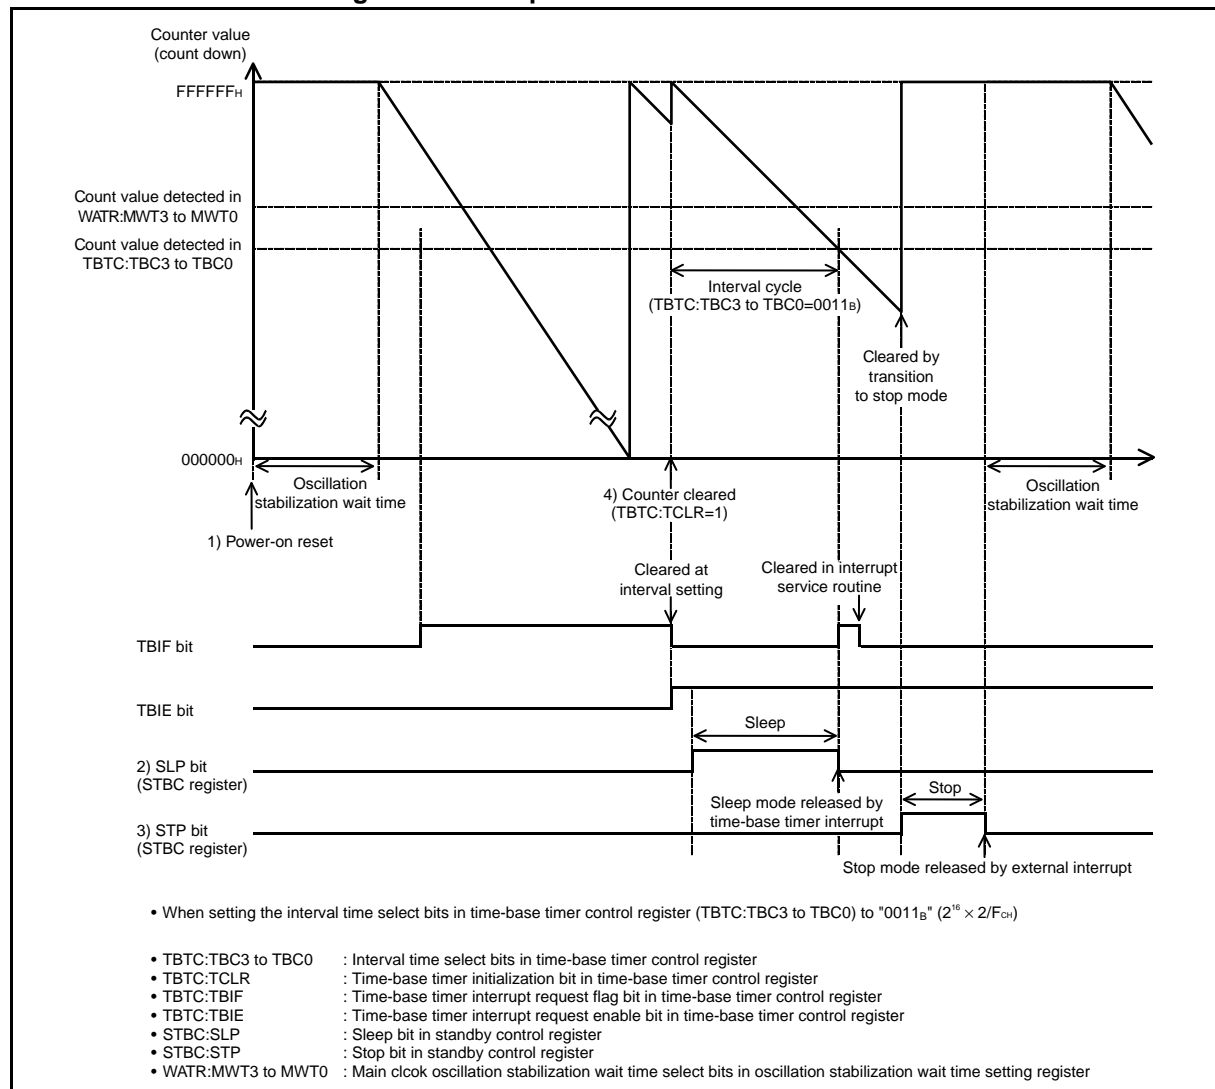 Counter value
(count down)
FFFFFFH
Count value detected in
WATR:MWT3 to MWT0
Count value detected in
TBTC:TBC3 to TBC0
Interval cycle
(TBTC:TBC3 to TBC0=0011B)
Cleared by
transition
to stop mode
000000H
Oscillation
stabilization wait time
4) Counter cleared
(TBTC:TCLR=1)
Oscillation
stabilization wait time
1) Power-on reset
Cleared at
interval setting
Cleared in interrupt
service routine
TBIF bit
TBIE bit
Sleep
2) SLP bit
(STBC register)
Sleep mode released by
time-base timer interrupt
Stop
3) STP bit
(STBC register)
Stop mode released by external interrupt
• When setting the interval time select bits in time-base timer control register (TBTC:TBC3 to TBC0) to "0011B" (2¹⁶ × 2/FCH)
• TBTC:TBC3 to TBC0 : Interval time select bits in time-base timer control register
• TBTC:TCLR : Time-base timer initialization bit in time-base timer control register
• TBTC:TBIF : Time-base timer interrupt request flag bit in time-base timer control register
• TBTC:TBIE : Time-base timer interrupt request enable bit in time-base timer control register
• STBC:SLP : Sleep bit in standby control register
• STBC:STP : Stop bit in standby control register
• WATR:MWT3 to MWT0 : Main clcok oscillation stabilization wait time select bits in oscillation stabilization wait time setting register